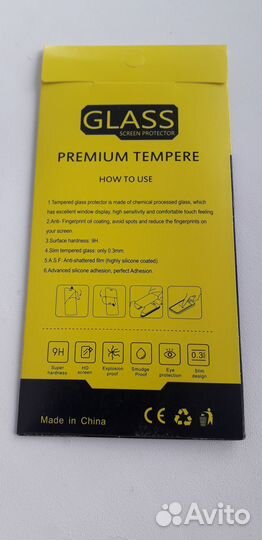 GLASS
SCREEN PROTECTOR
PREMIUM TEMPERE
HOW TO USE
1.Tempered glass protector is made of chemical processed glass, which
has excellent window display, high sensitivity and comfortable touch feeling
2.Anti- Fingerprint oil coating, avoid spots and reduce the fingerprints on
your screen.
3.Surface hardness: 9H.
4.Slim tempered glass: only 0.3mm.
5.A.S.F: Anti-shattered film (highly silicone coated).
6.Advanced silicone adhesion, perfect Adhesion.
9H HD 0.3
Super hardness
HD screen
Explosion proof
Smudge Proof
Eye protection
Slim design
Made in China
CE
Avito